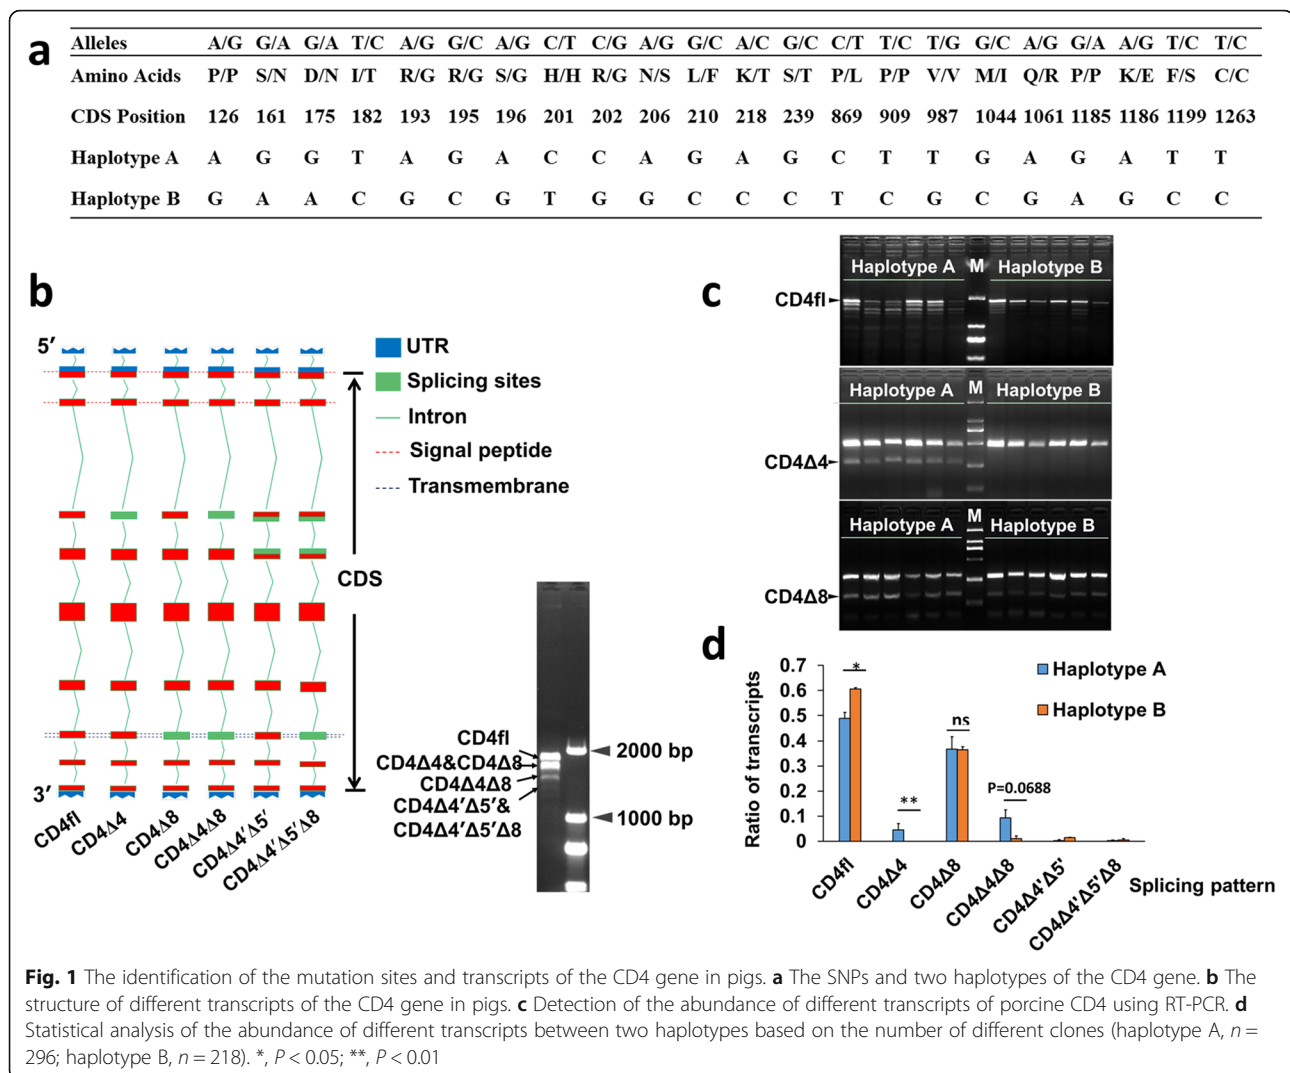 a
Alleles A/G G/A G/A T/C A/G G/C A/G C/T C/G A/G G/C A/C G/C C/T T/C T/G G/C A/G G/A A/G T/C T/C
Amino Acids P/P S/N D/N I/T R/G R/G S/G H/H R/G N/S L/F K/T S/T P/L P/P V/V M/I Q/R P/P K/E F/S C/C
CDS Position 126 161 175 182 193 195 196 201 202 206 210 218 239 869 909 987 1044 1061 1185 1186 1199 1263
Haplotype A A G G T A G A C C A G A G C T T G A G A T T
Haplotype B G A A C G C G T G G C C C T C G C G A G C C
b
5′
UTR
Splicing sites
Intron
Signal peptide
Transmembrane
CDS
3′
CD4fl
CD4Δ4
CD4Δ8
CD4Δ4Δ8
CD4Δ4′Δ5′
CD4Δ4′Δ5′Δ8
CD4fl
CD4Δ4&CD4Δ8
CD4Δ4Δ8
CD4Δ4′Δ5′&
CD4Δ4′Δ5′Δ8
2000 bp
1000 bp
c
Haplotype A M Haplotype B
CD4fl
Haplotype A M Haplotype B
CD4Δ4
Haplotype A M Haplotype B
CD4Δ8
d
Ratio of transcripts
0.7
0.6
0.5
0.4
0.3
0.2
0.1
0
*
**
ns
P=0.0688
Haplotype A
Haplotype B
CD4fl
CD4Δ4
CD4Δ8
CD4Δ4Δ8
CD4Δ4'Δ5'
CD4Δ4'Δ5'Δ8
Splicing pattern
Fig. 1 The identification of the mutation sites and transcripts of the CD4 gene in pigs. a The SNPs and two haplotypes of the CD4 gene. b The
structure of different transcripts of the CD4 gene in pigs. c Detection of the abundance of different transcripts of porcine CD4 using RT-PCR. d
Statistical analysis of the abundance of different transcripts between two haplotypes based on the number of different clones (haplotype A, n =
296; haplotype B, n = 218). *, P < 0.05; **, P < 0.01